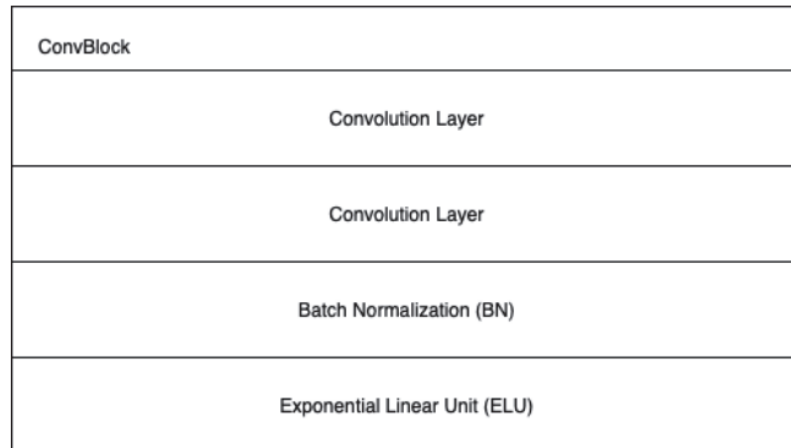 ConvBlock
Convolution Layer
Convolution Layer
Batch Normalization (BN)
Exponential Linear Unit (ELU)